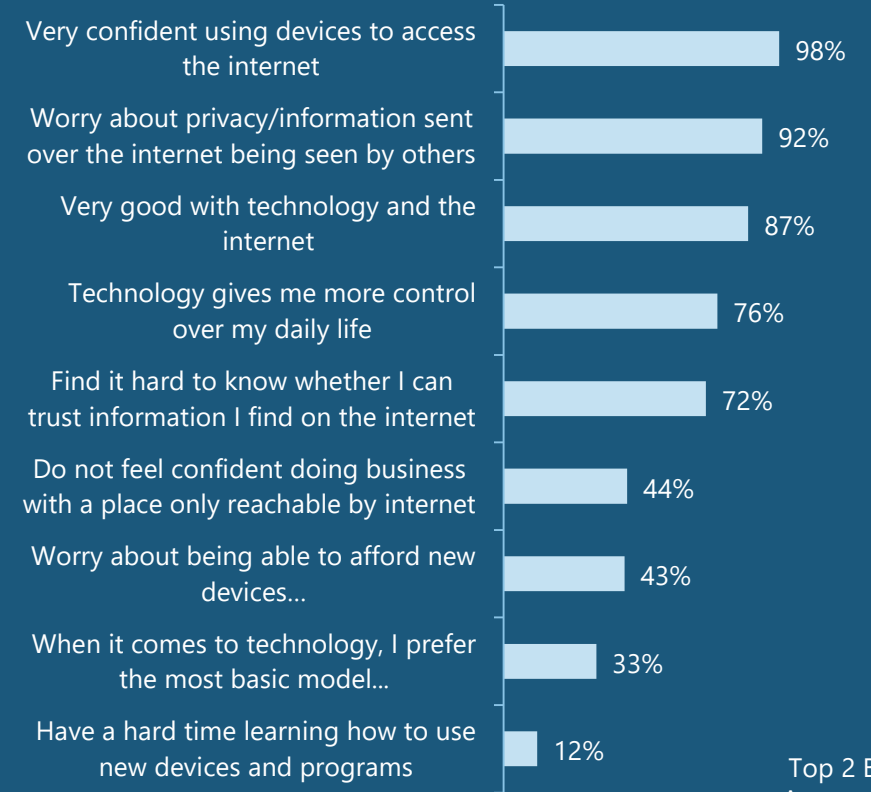 Very confident using devices to access
the internet
98%
Worry about privacy/information sent
over the internet being seen by others
92%
Very good with technology and the
internet
87%
Technology gives me more control
over my daily life
76%
Find it hard to know whether I can
trust information I find on the internet
72%
Do not feel confident doing business
with a place only reachable by internet
44%
Worry about being able to afford new
devices…
43%
When it comes to technology, I prefer
the most basic model…
33%
Have a hard time learning how to use
new devices and programs
12%
Top 2